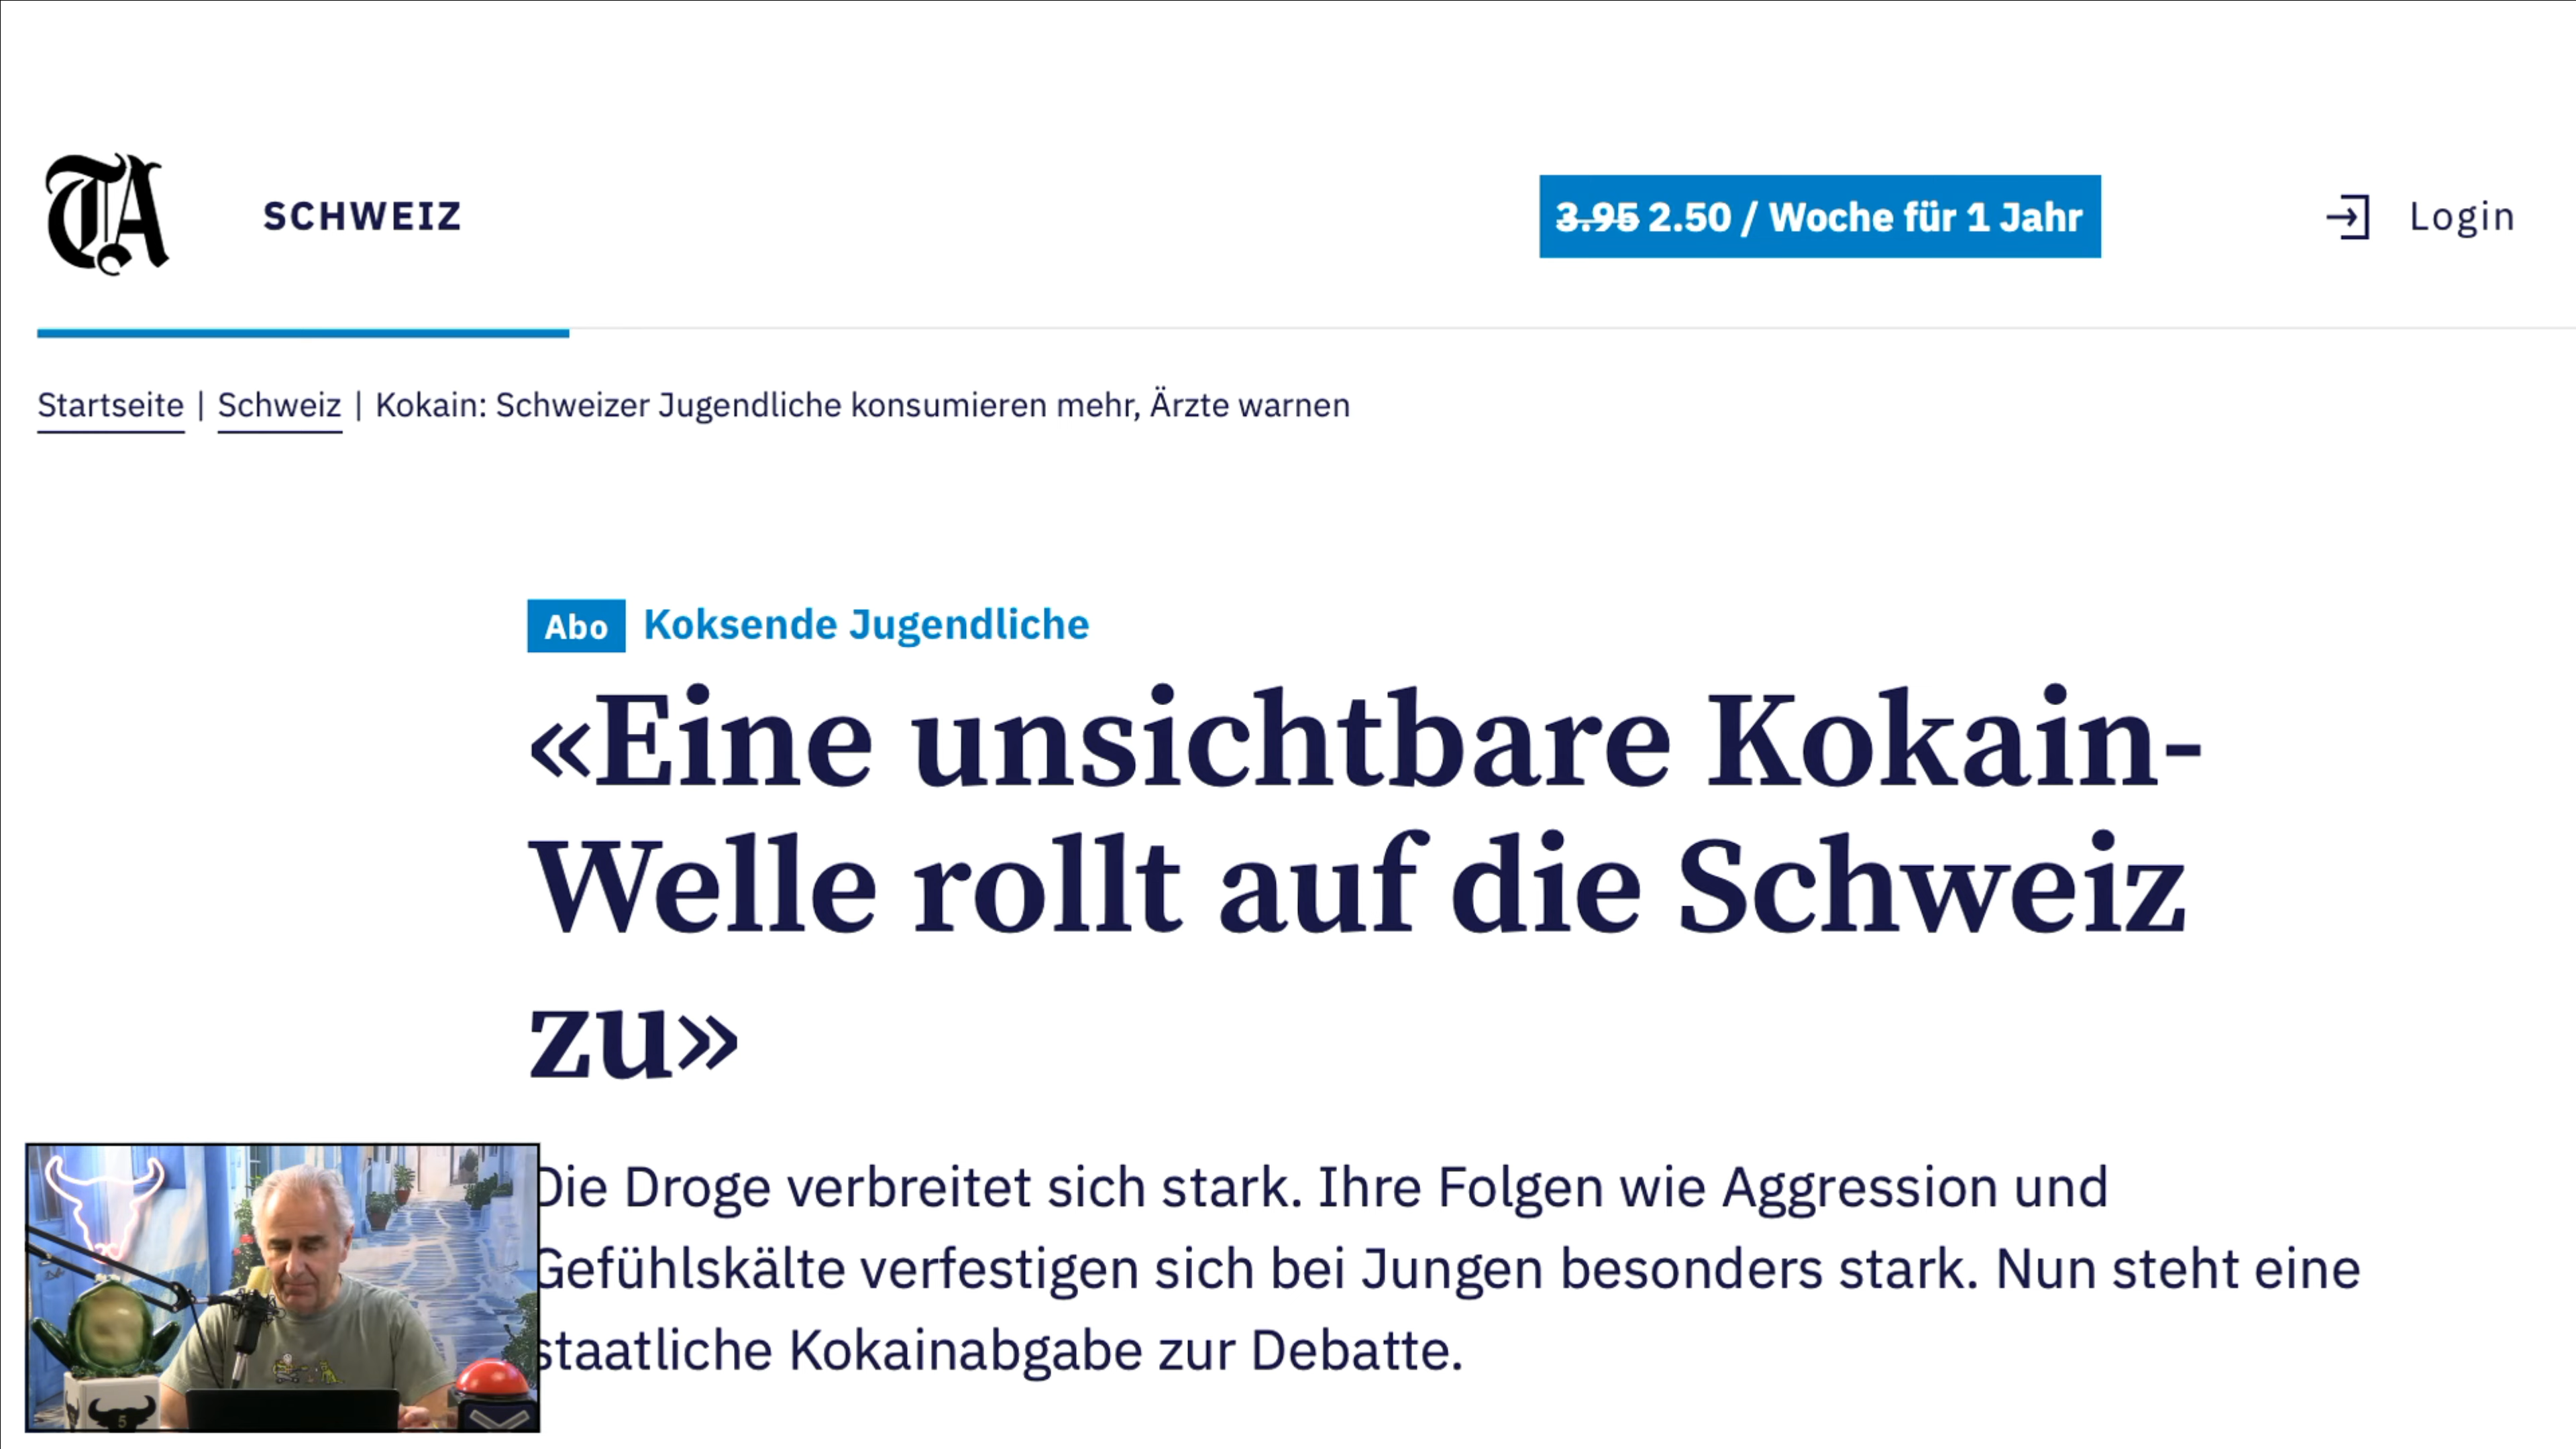 TA
SCHWEIZ
3.95 2.50 / Woche für 1 Jahr
Login
Startseite | Schweiz | Kokain: Schweizer Jugendliche konsumieren mehr, Ärzte warnen
Abo Koksende Jugendliche
«Eine unsichtbare Kokain-
Welle rollt auf die Schweiz
zu»
Die Droge verbreitet sich stark. Ihre Folgen wie Aggression und
Gefühlskälte verfestigen sich bei Jungen besonders stark. Nun steht eine
staatliche Kokainabgabe zur Debatte.
5